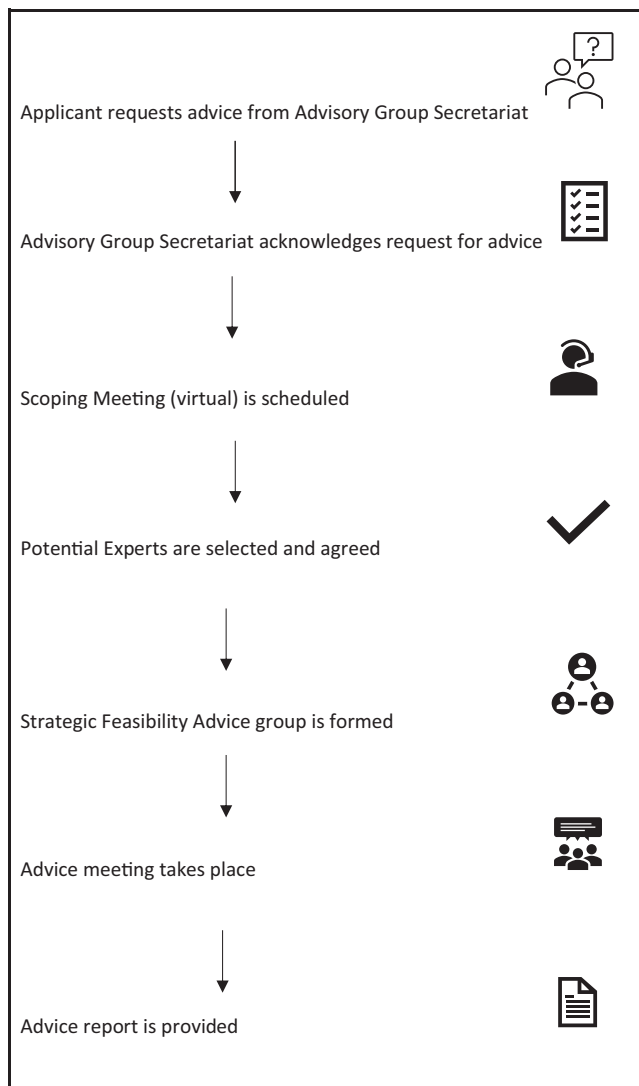 ?
Applicant requests advice from Advisory Group Secretariat
Advisory Group Secretariat acknowledges request for advice
Scoping Meeting (virtual) is scheduled
Potential Experts are selected and agreed
Strategic Feasibility Advice group is formed
Advice meeting takes place
Advice report is provided